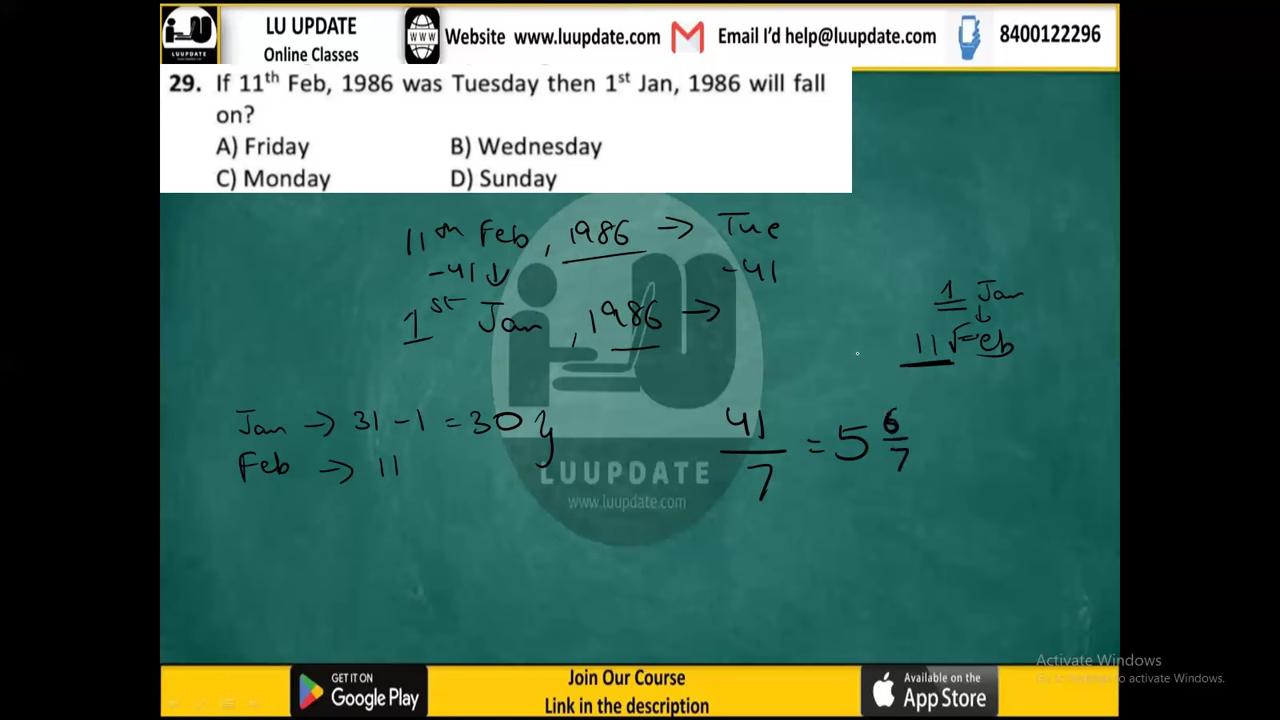 LU UPDATE
Online Classes
Website www.luupdate.com
Email I'd help@luupdate.com
8400122296
LUUPDATE
29. If 11th Feb, 1986 was Tuesday then 1st Jan, 1986 will fall
on?
A) Friday B) Wednesday
C) Monday D) Sunday
11th Feb, 1986 → Tue
-41 ↓ -41
1st Jan, 1986 →
1 Jan
↓
11 Feb
Jan → 31 - 1 = 30 }
Feb → 11
41/7 = 5 6/7
LUUPDATE
www.luupdate.com
Activate Windows
GET IT ON
Google Play
Join Our Course
Link in the description
Available on the
App Store